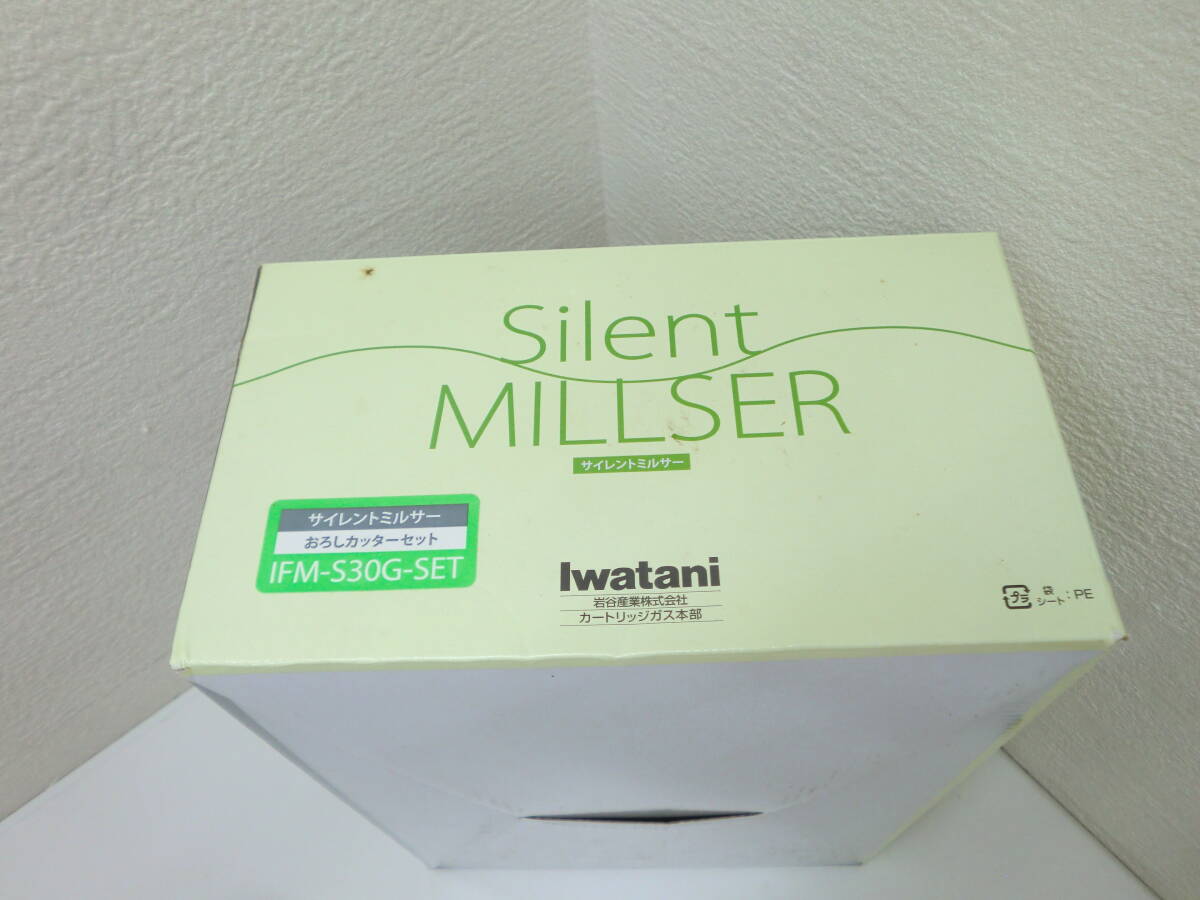 Silent
MILLSER
サイレントミルサー
サイレントミルサー
おろしカッターセット
IFM-S30G-SET
Iwatani
岩谷産業株式会社
カートリッジガス本部
プラ
袋
シート : PE